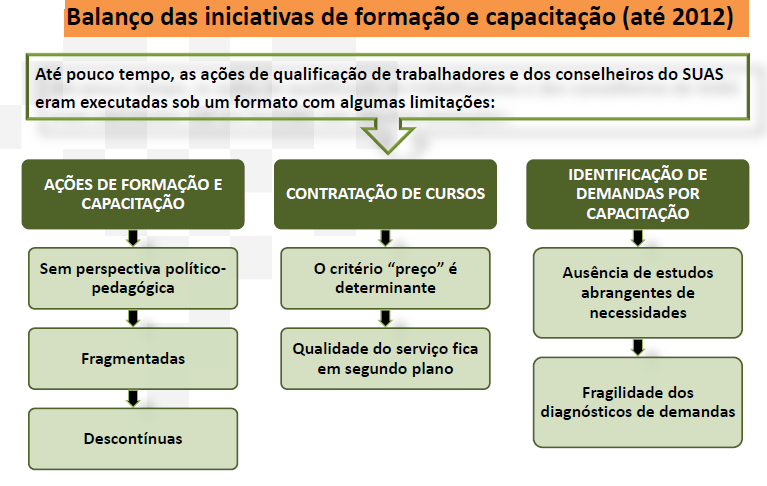 Balanço das iniciativas de formação e capacitação (até 2012)
Até pouco tempo, as ações de qualificação de trabalhadores e dos conselheiros do SUAS
eram executadas sob um formato com algumas limitações:
AÇÕES DE FORMAÇÃO E
CAPACITAÇÃO
Sem perspectiva político-
pedagógica
Fragmentadas
Descontínuas
CONTRATAÇÃO DE CURSOS
O critério “preço” é
determinante
Qualidade do serviço fica
em segundo plano
IDENTIFICAÇÃO DE
DEMANDAS POR
CAPACITAÇÃO
Ausência de estudos
abrangentes de
necessidades
Fragilidade dos
diagnósticos de demandas